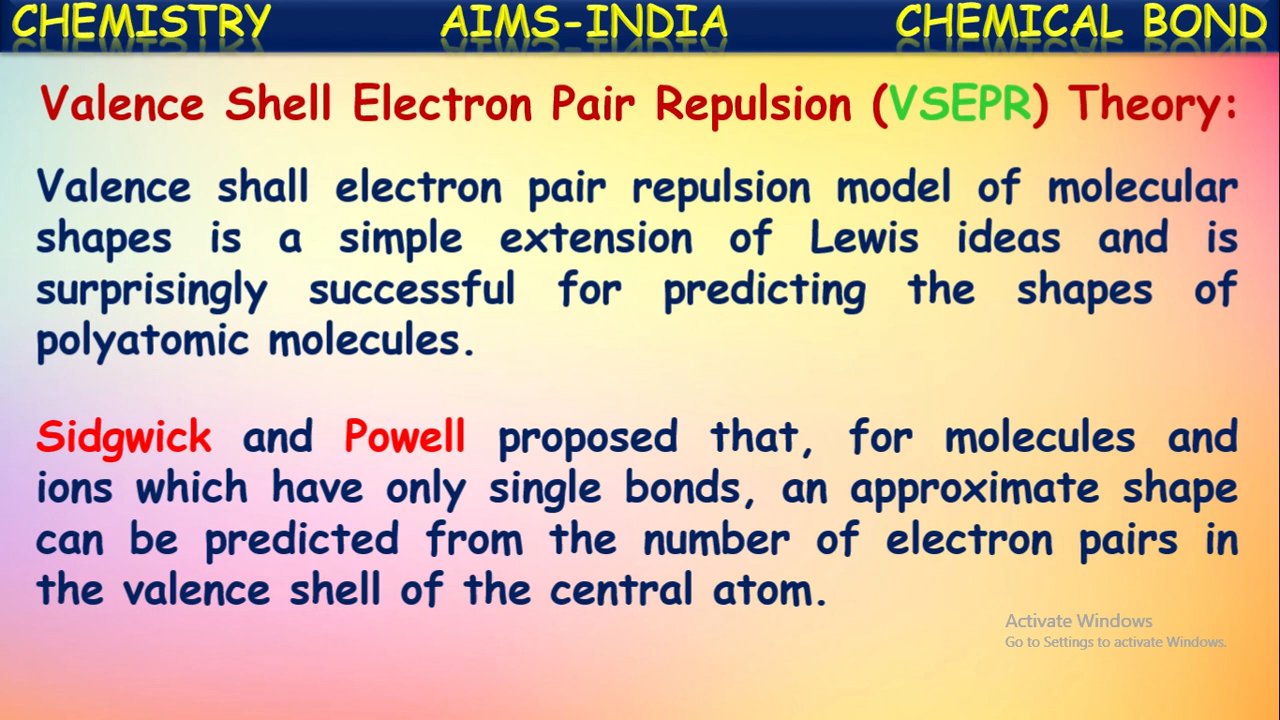 CHEMISTRY AIMS-INDIA CHEMICAL BOND
Valence Shell Electron Pair Repulsion (VSEPR) Theory:
Valence shall electron pair repulsion model of molecular
shapes is a simple extension of Lewis ideas and is
surprisingly successful for predicting the shapes of
polyatomic molecules.
Sidgwick and Powell proposed that, for molecules and
ions which have only single bonds, an approximate shape
can be predicted from the number of electron pairs in
the valence shell of the central atom.
Activate Windows
Go to Settings to activate Windows.